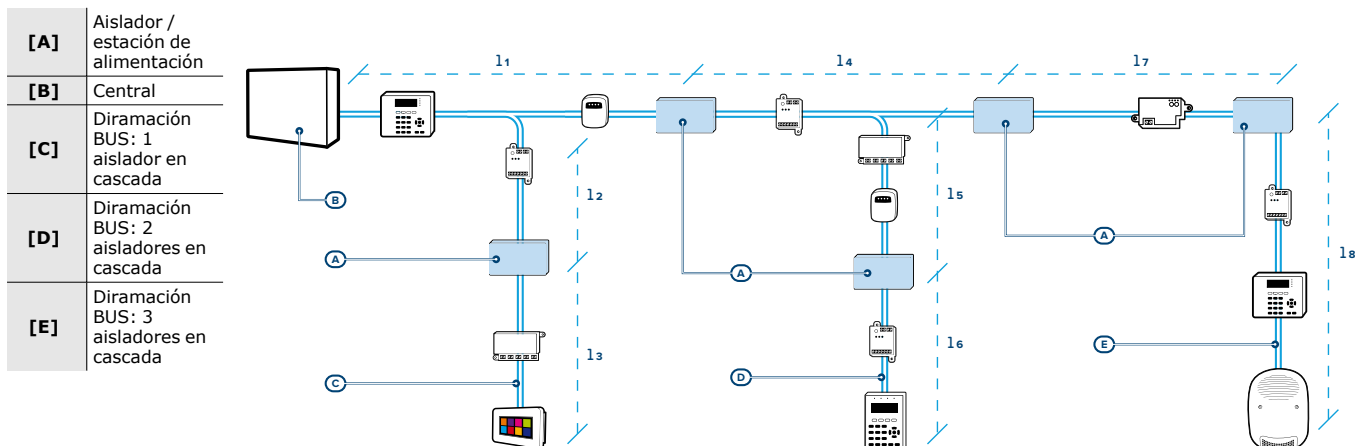 [A] Aislador /
estación de
alimentación
[B] Central
[C] Diramación
BUS: 1
aislador en
cascada
[D] Diramación
BUS: 2
aisladores en
cascada
[E] Diramación
BUS: 3
aisladores en
cascada
l1
l4
l7
l2
l5
l8
l3
l6
B
A
A
A
C
D
E